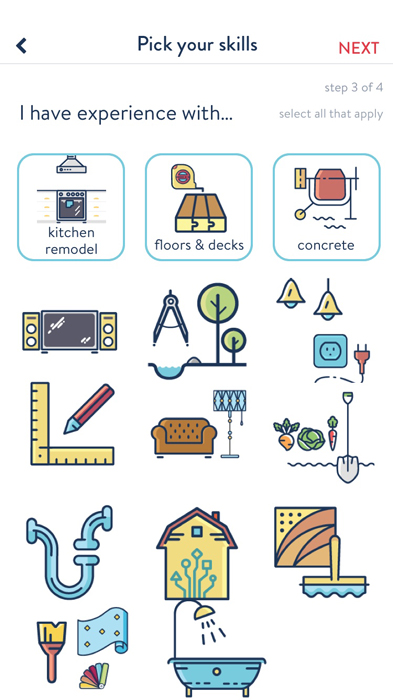 Pick your skills
NEXT
step 3 of 4
I have experience with...
select all that apply
kitchen
remodel
floors & decks
concrete